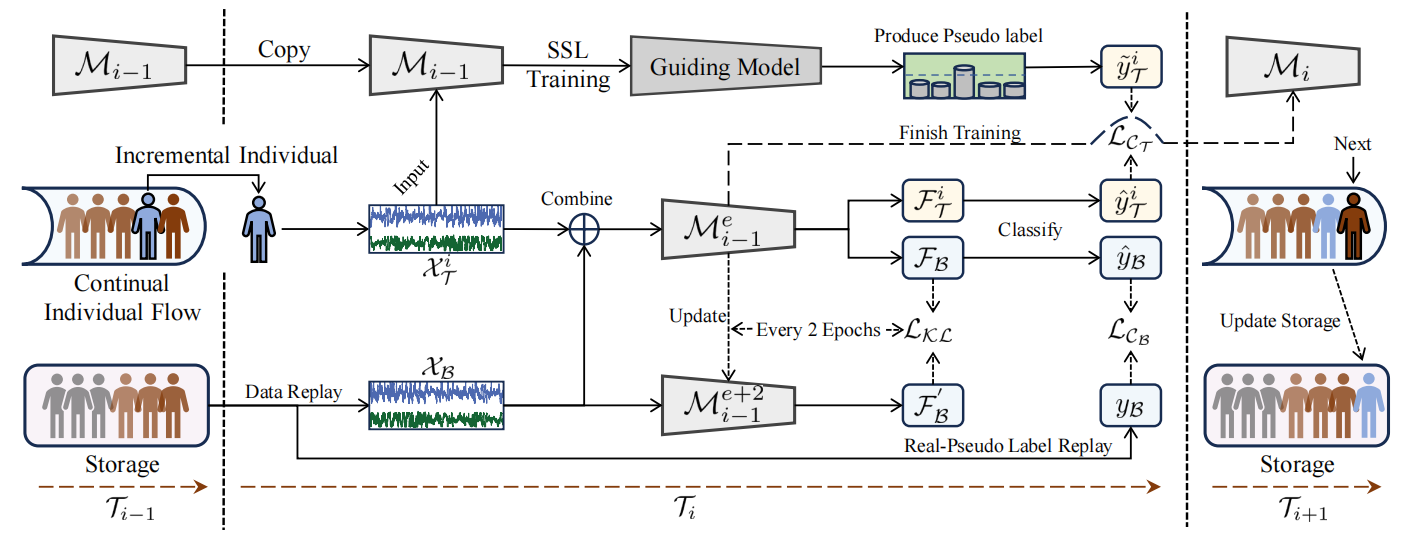 $\mathcal{M}_{i-1}$
Copy
$\mathcal{M}_{i-1}$
SSL
Training
Guiding Model
Produce Pseudo label
$\tilde{y}^i_{\mathcal{T}}$
$\mathcal{M}_i$
Finish Training
$\mathcal{L}_{\mathcal{C}_{\mathcal{T}}}$
Next
Incremental Individual
Input
Combine
$\mathcal{X}^i_{\mathcal{T}}$
$\mathcal{M}^e_{i-1}$
$\mathcal{F}^i_{\mathcal{T}}$
$\hat{y}^i_{\mathcal{T}}$
Classify
$\mathcal{F}_{\mathcal{B}}$
$\hat{y}_{\mathcal{B}}$
Continual
Individual Flow
Update
Every 2 Epochs
$\mathcal{L}_{\mathcal{KL}}$
$\mathcal{L}_{\mathcal{C}_{\mathcal{B}}}$
Update Storage
Data Replay
$\mathcal{X}_{\mathcal{B}}$
$\mathcal{M}^{e+2}_{i-1}$
$\mathcal{F}'_{\mathcal{B}}$
$y_{\mathcal{B}}$
Real-Pseudo Label Replay
Storage
Storage
$\mathcal{T}_{i-1}$
$\mathcal{T}_i$
$\mathcal{T}_{i+1}$